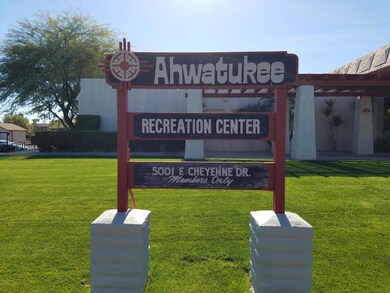 Ahwatukee
RECREATION CENTER
5001 E CHEYENNE DR.
Members Only